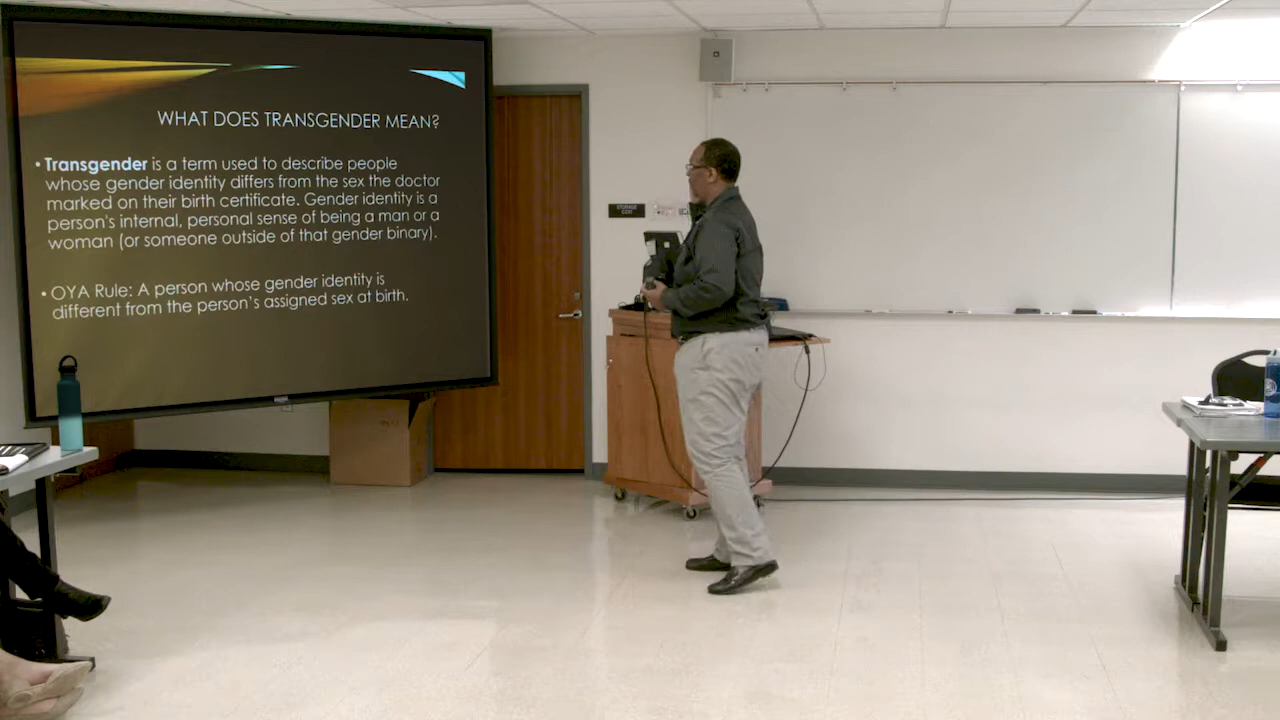 WHAT DOES TRANSGENDER MEAN?
• Transgender is a term used to describe people
whose gender identity differs from the sex the doctor
marked on their birth certificate. Gender identity is a
person's internal, personal sense of being a man or a
woman (or someone outside of that gender binary).
• OYA Rule: A person whose gender identity is
different from the person's assigned sex at birth.
STORAGE